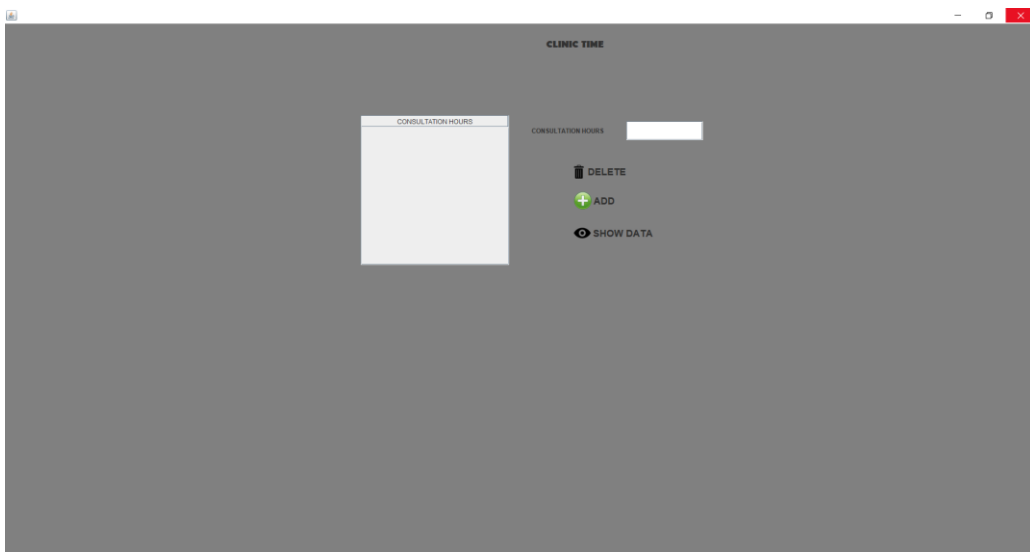 CLINIC TIME
CONSULTATION HOURS
CONSULTATION HOURS
DELETE
ADD
SHOW DATA